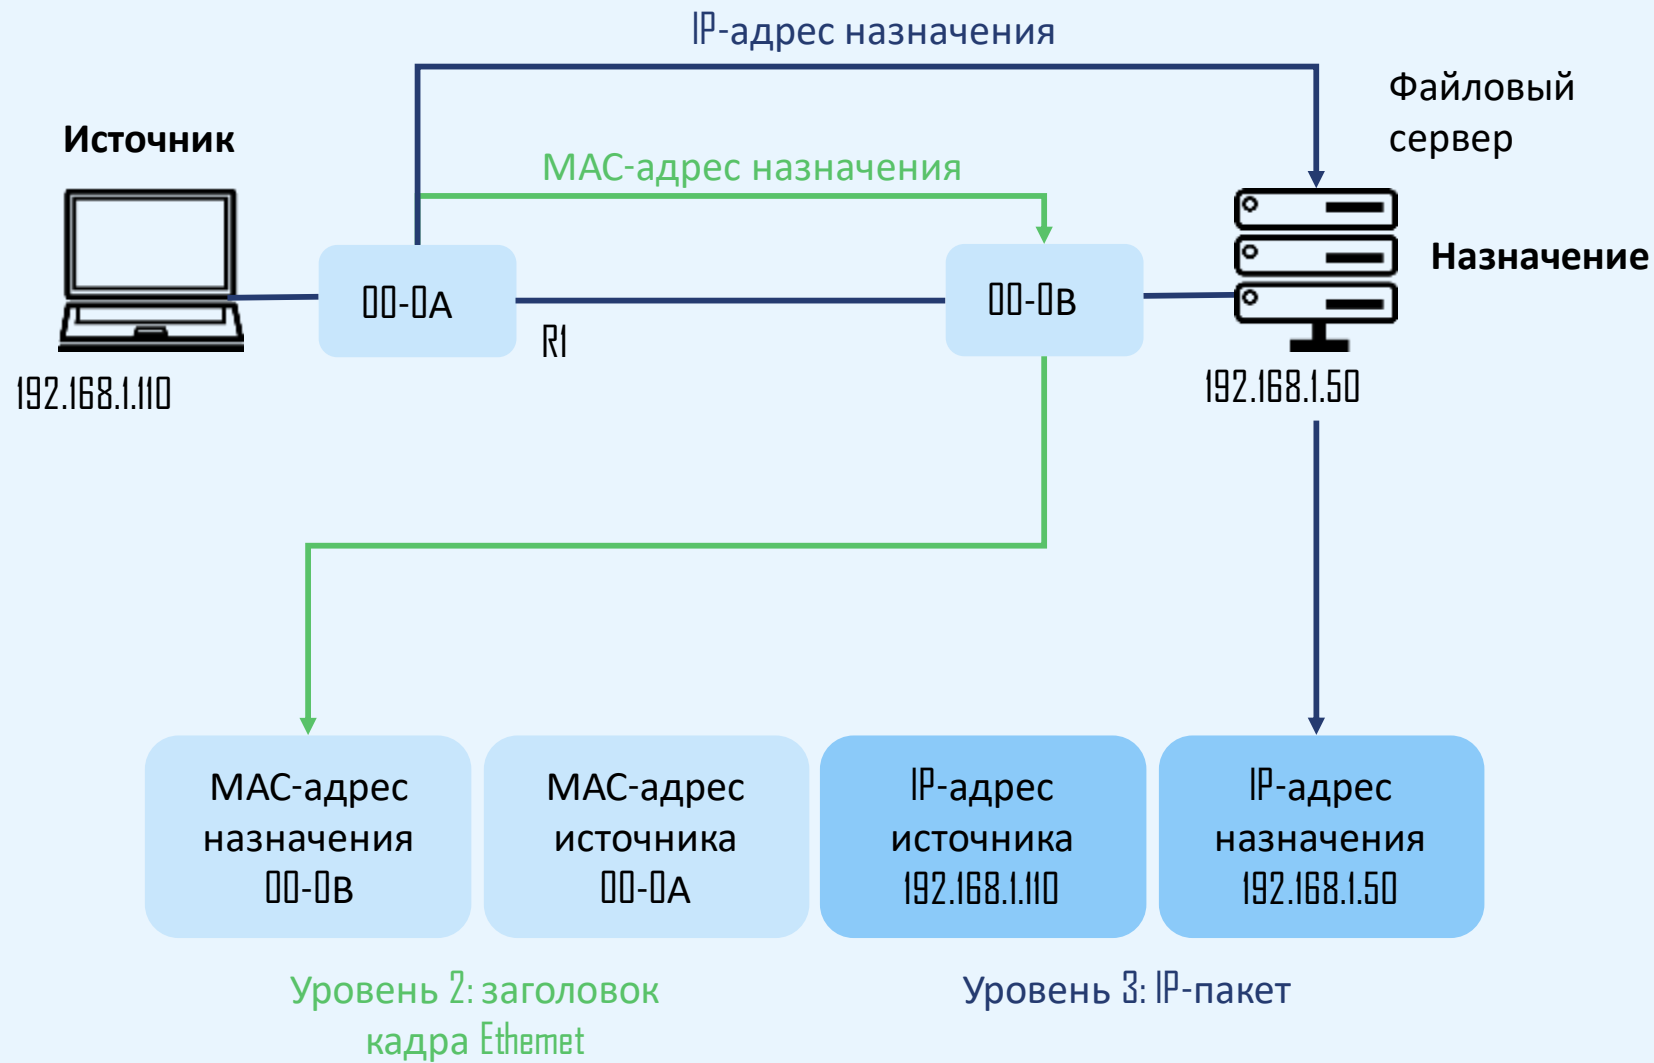 IP-адрес назначения
Файловый
сервер
Источник
MAC-адрес назначения
Назначение
00-0A
00-0B
R1
192.168.1.110
192.168.1.50
MAC-адрес
назначения
00-0B
MAC-адрес
источника
00-0A
IP-адрес
источника
192.168.1.110
IP-адрес
назначения
192.168.1.50
Уровень 2: заголовок
кадра Ethemet
Уровень 3: IP-пакет